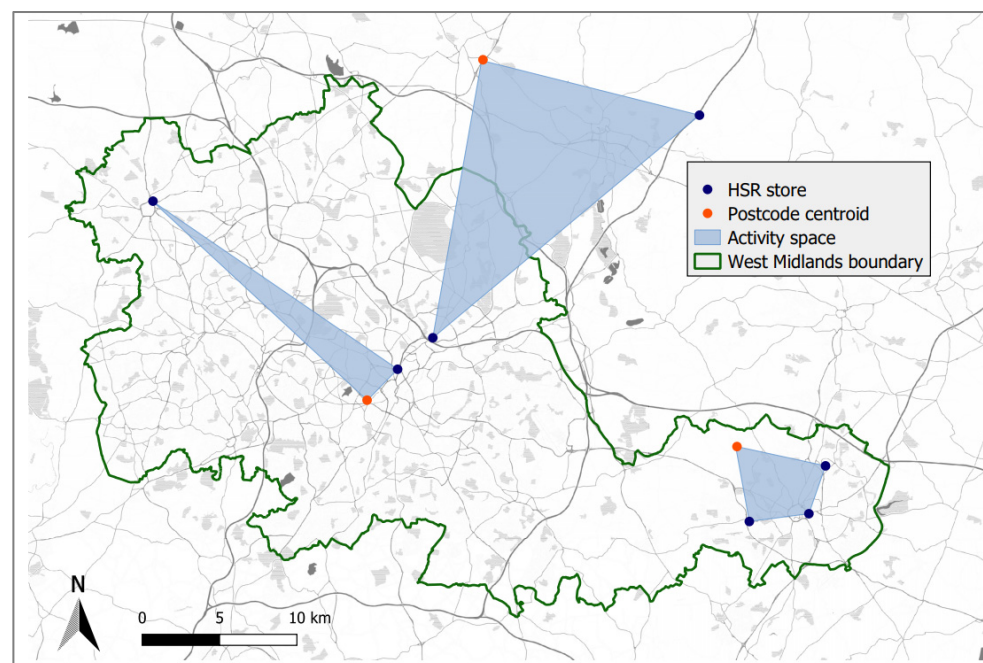 HSR store
Postcode centroid
Activity space
West Midlands boundary
N
0 5 10 km